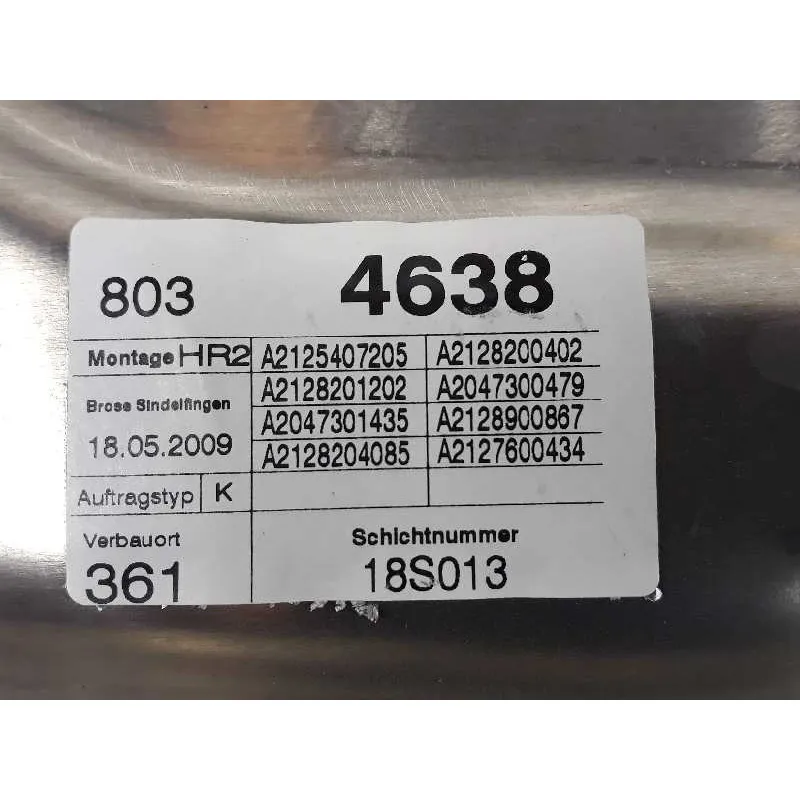 803 4638
Montage HR2 A2125407205 A2128200402
A2128201202 A2047300479
Brose Sindelfingen
A2047301435 A2128900867
18.05.2009
A2128204085 A2127600434
Auftragstyp K
Verbauort Schichtnummer
361 18S013